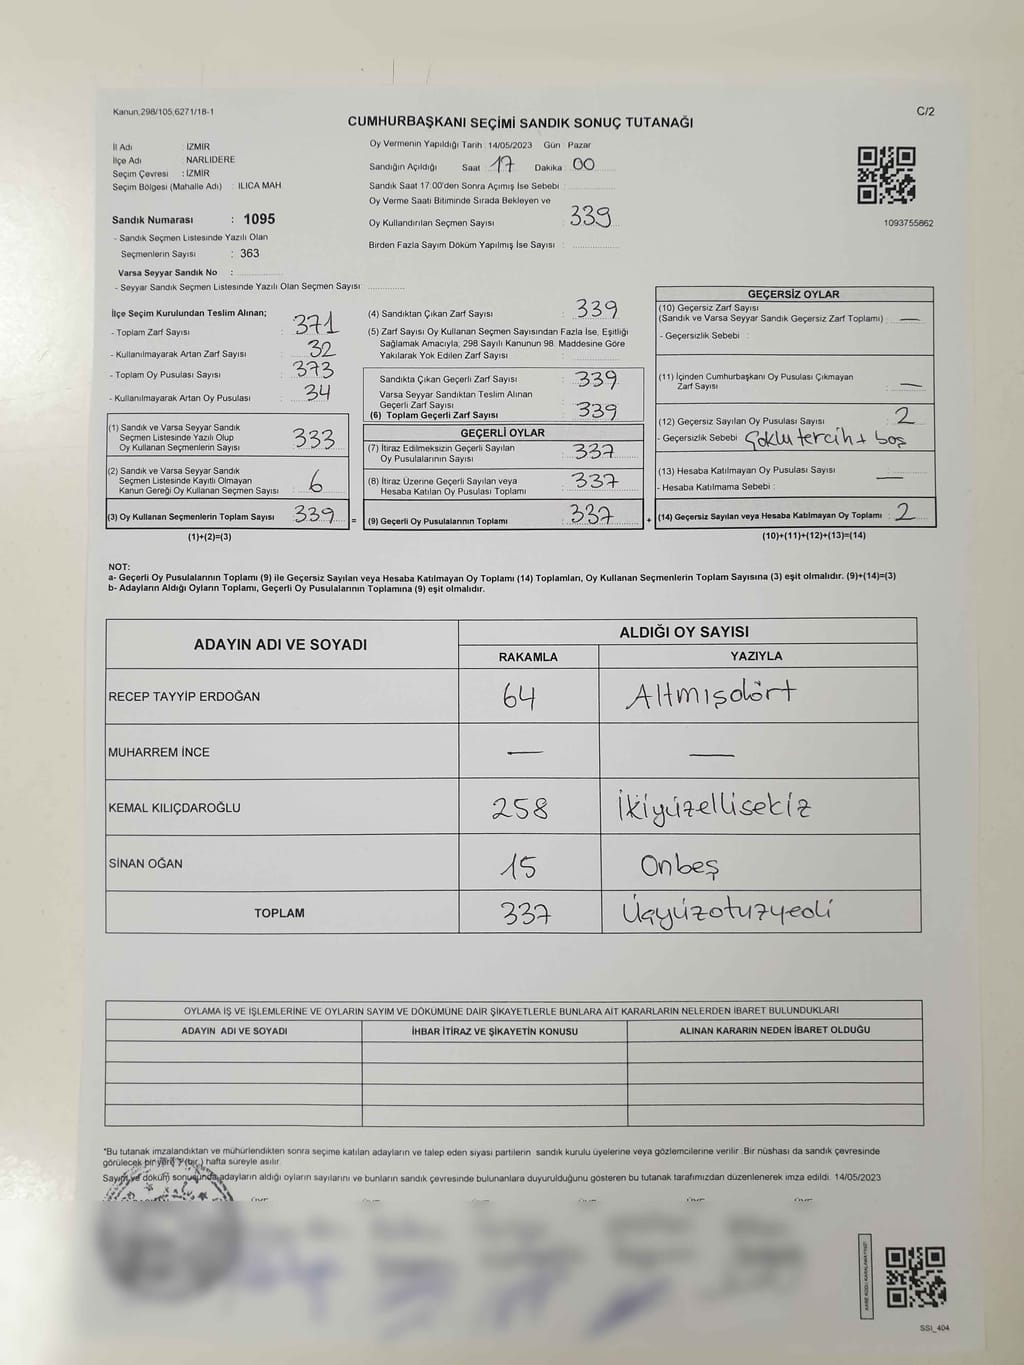 Kanun,298/105,6271/18-1
C/2
CUMHURBAŞKANI SEÇİMİ SANDIK SONUÇ TUTANAĞI
İl Adı : İZMİR
İlçe Adı : NARLIDERE
Seçim Çevresi : İZMİR
Seçim Bölgesi (Mahalle Adı) : ILICA MAH.
Sandık Numarası : 1095
- Sandık Seçmen Listesinde Yazılı Olan
Seçmenlerin Sayısı : 363
Varsa Seyyar Sandık No :
- Seyyar Sandık Seçmen Listesinde Yazılı Olan Seçmen Sayısı:
Oy Vermenin Yapıldığı Tarih : 14/05/2023 Gün : Pazar
Sandığın Açıldığı Saat 17 Dakika : 00
Sandık Saat 17:00'den Sonra Açımış İse Sebebi :
Oy Verme Saati Bitiminde Sırada Bekleyen ve
Oy Kullandırılan Seçmen Sayısı : 339
Birden Fazla Sayım Döküm Yapılmış İse Sayısı :
1093755862
İlçe Seçim Kurulundan Teslim Alınan;
- Toplam Zarf Sayısı : 371
- Kullanılmayarak Artan Zarf Sayısı : 32
- Toplam Oy Pusulası Sayısı : 373
- Kullanılmayarak Artan Oy Pusulası : 34
(1) Sandık ve Varsa Seyyar Sandık
Seçmen Listesinde Yazılı Olup
Oy Kullanan Seçmenlerin Sayısı : 333
(2) Sandık ve Varsa Seyyar Sandık
Seçmen Listesinde Kayıtlı Olmayan
Kanun Gereği Oy Kullanan Seçmen Sayısı : 6
(3) Oy Kullanan Seçmenlerin Toplam Sayısı : 339
(1)+(2)=(3)
=
(4) Sandıktan Çıkan Zarf Sayısı : 339
(5) Zarf Sayısı Oy Kullanan Seçmen Sayısından Fazla İse, Eşitliği
Sağlamak Amacıyla, 298 Sayılı Kanunun 98. Maddesine Göre
Yakılarak Yok Edilen Zarf Sayısı :
Sandıkta Çıkan Geçerli Zarf Sayısı : 339
Varsa Seyyar Sandıktan Teslim Alınan
Geçerli Zarf Sayısı :
(6) Toplam Geçerli Zarf Sayısı : 339
GEÇERLİ OYLAR
(7) İtiraz Edilmeksizin Geçerli Sayılan
Oy Pusulalarının Sayısı : 337
(8) İtiraz Üzerine Geçerli Sayılan veya
Hesaba Katılan Oy Pusulası Toplamı : 337
(9) Geçerli Oy Pusulalarının Toplamı : 337
+
GEÇERSİZ OYLAR
(10) Geçersiz Zarf Sayısı
(Sandık ve Varsa Seyyar Sandık Geçersiz Zarf Toplamı) : —
- Geçersizlik Sebebi :
(11) İçinden Cumhurbaşkanı Oy Pusulası Çıkmayan
Zarf Sayısı : —
(12) Geçersiz Sayılan Oy Pusulası Sayısı : 2
- Geçersizlik Sebebi : Çoklu tercih + boş
(13) Hesaba Katılmayan Oy Pusulası Sayısı : —
- Hesaba Katılmama Sebebi :
(14) Geçersiz Sayılan veya Hesaba Katılmayan Oy Toplamı : 2
(10)+(11)+(12)+(13)=(14)
NOT:
a- Geçerli Oy Pusulalarının Toplamı (9) ile Geçersiz Sayılan veya Hesaba Katılmayan Oy Toplamı (14) Toplamları, Oy Kullanan Seçmenlerin Toplam Sayısına (3) eşit olmalıdır. (9)+(14)=(3)
b- Adayların Aldığı Oyların Toplamı, Geçerli Oy Pusulalarının Toplamına (9) eşit olmalıdır.
ADAYIN ADI VE SOYADI
ALDIĞI OY SAYISI
RAKAMLA YAZIYLA
RECEP TAYYİP ERDOĞAN 64 Altmışdört
MUHARREM İNCE — —
KEMAL KILIÇDAROĞLU 258 İkiyüzellisekiz
SİNAN OĞAN 15 Onbeş
TOPLAM 337 Üçyüzotuzyedi
OYLAMA İŞ VE İŞLEMLERİNE VE OYLARIN SAYIM VE DÖKÜMÜNE DAİR ŞİKAYETLERLE BUNLARA AİT KARARLARIN NELERDEN İBARET BULUNDUKLARI
ADAYIN ADI VE SOYADI İHBAR İTİRAZ VE ŞİKAYETİN KONUSU ALINAN KARARIN NEDEN İBARET OLDUĞU
*Bu tutanak imzalandıktan ve mühürlendikten sonra seçime katılan adayların ve talep eden siyasi partilerin sandık kurulu üyelerine veya gözlemcilerine verilir. Bir nüshası da sandık çevresinde
görülecek bir yere 1 (bir) hafta süreyle asılır.
Sayım ve döküm sonucunda adayların aldığı oyların sayılarını ve bunların sandık çevresinde bulunanlara duyurulduğunu gösteren bu tutanak tarafımızdan düzenlenerek imza edildi. 14/05/2023
SSİ_404